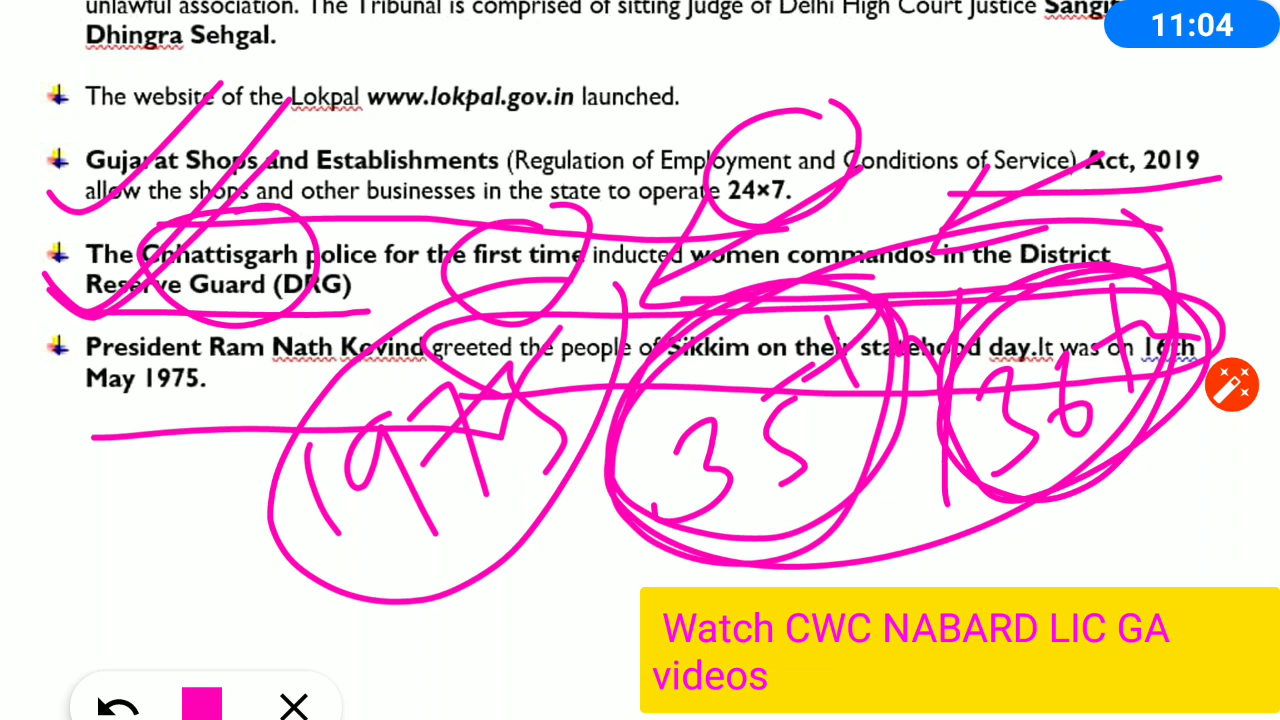 unlawful association. The Tribunal is comprised of sitting Judge of Delhi High Court Justice
11:04
Dhingra Sehgal.
The website of the Lokpal www.lokpal.gov.in launched.
Gujarat Shops and Establishments (Regulation of Employment and Conditions of Service) Act, 2019
allow the shops and other businesses in the state to operate 24×7.
The Chhattisgarh police for the first time inducted women commandos in the District
Reserve Guard (DRG)
President Ram Nath Kovind greeted the people of Sikkim on their statehood day.It was on 16th
May 1975.
1975 35 36
Watch CWC NABARD LIC GA
videos